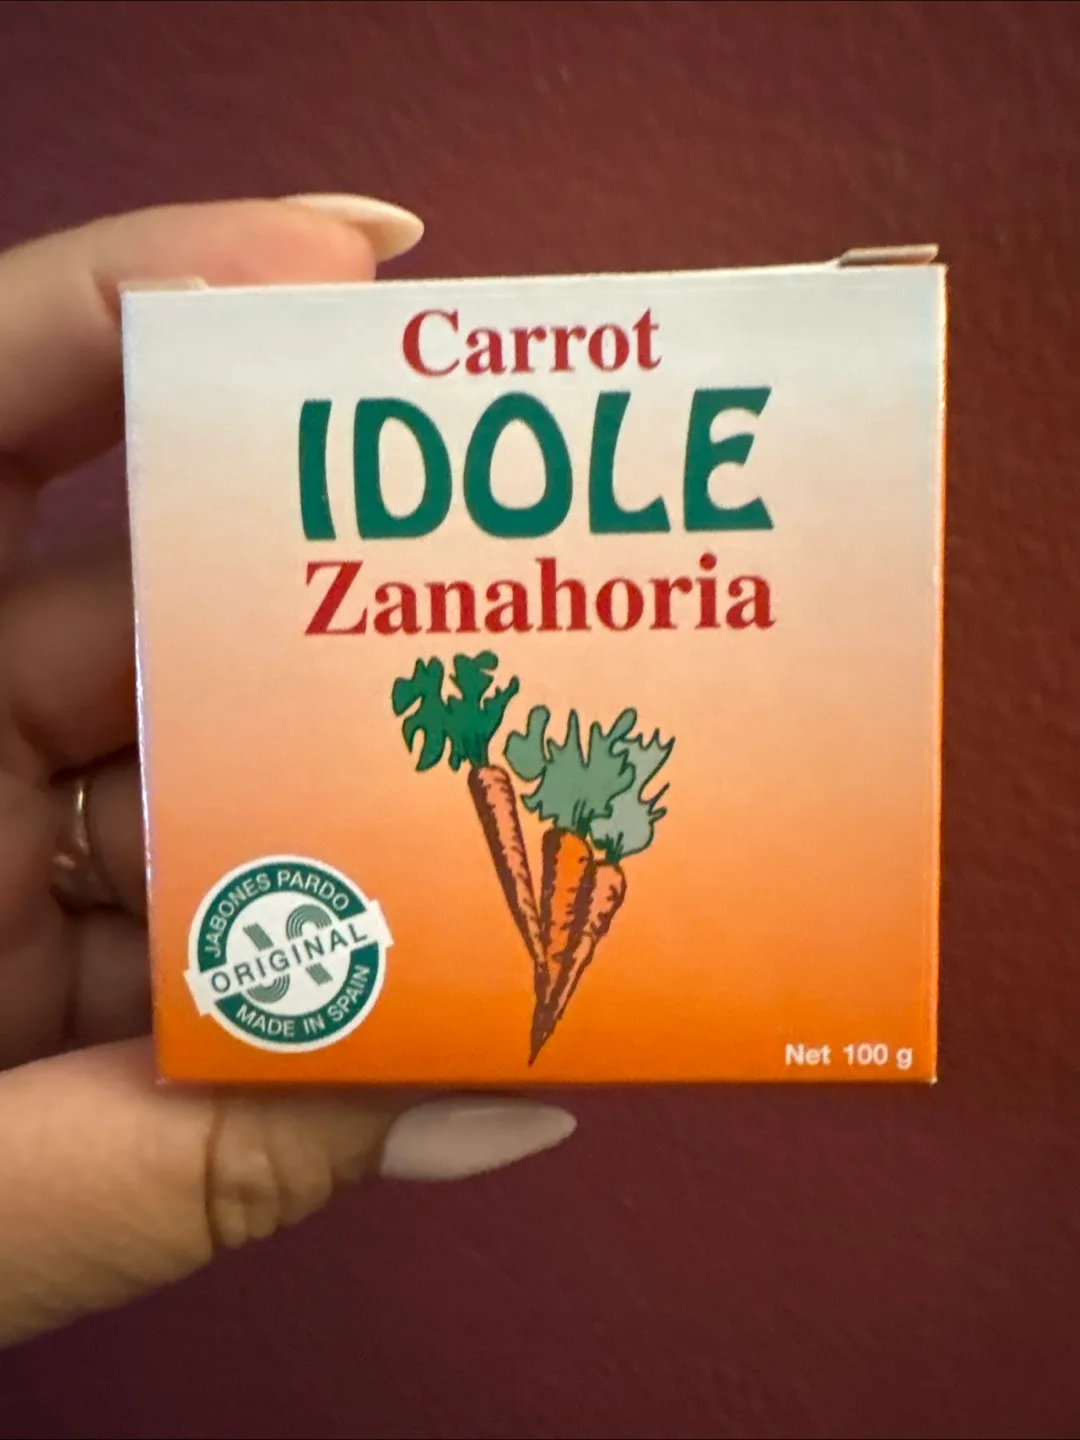 Carrot
IDOLE
Zanahoria
JABONES PARDO
ORIGINAL
MADE IN SPAIN
Net 100 g